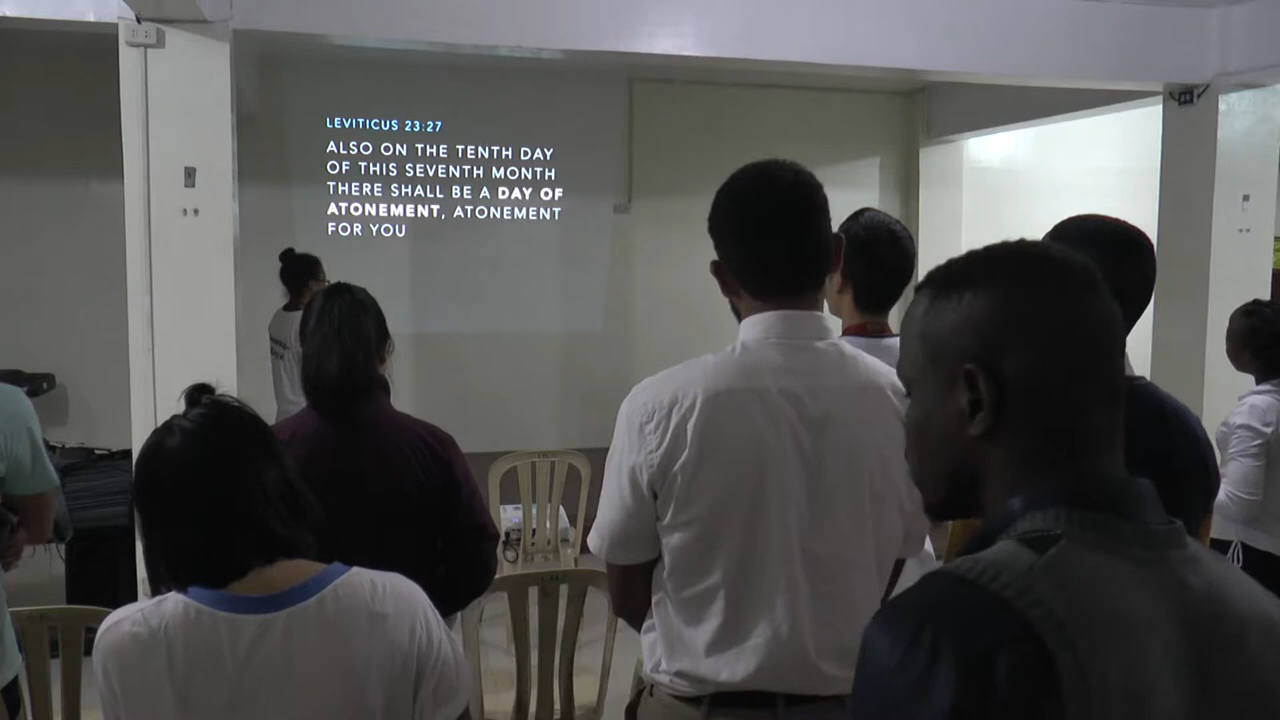 LEVITICUS 23:27
ALSO ON THE TENTH DAY
OF THIS SEVENTH MONTH
THERE SHALL BE A DAY OF
ATONEMENT, ATONEMENT
FOR YOU